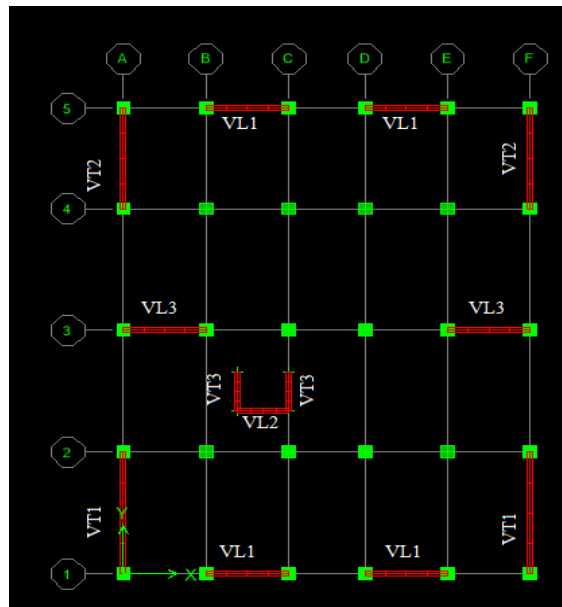 A B C D E F
5
VL1 VL1
VT2 VT2
4
VL3 VL3
3
VT3 VT3
VL2
2
VT1 VT1
Y
VL1 VL1
1 X